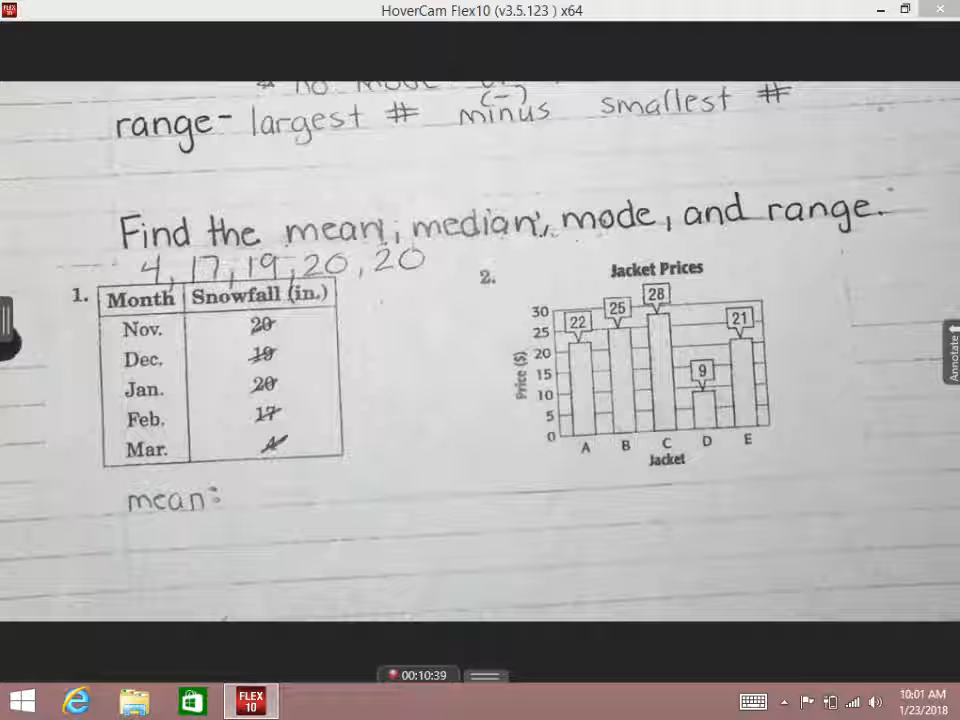 HoverCam Flex10 (v3.5.123 ) x64
no mode
(-)
range- largest # minus smallest #
Find the mean, median, mode, and range.
4, 17, 19, 20, 20
1.
Month Snowfall (in.)
Nov. 20
Dec. 19
Jan. 20
Feb. 17
Mar. 4
mean:
2.
Jacket Prices
Price ($)
30
25
20
15
10
5
0
22 25 28 9 21
A B C D E
Jacket
Annotate
00:10:39
FLEX
10
10:01 AM
1/23/2018